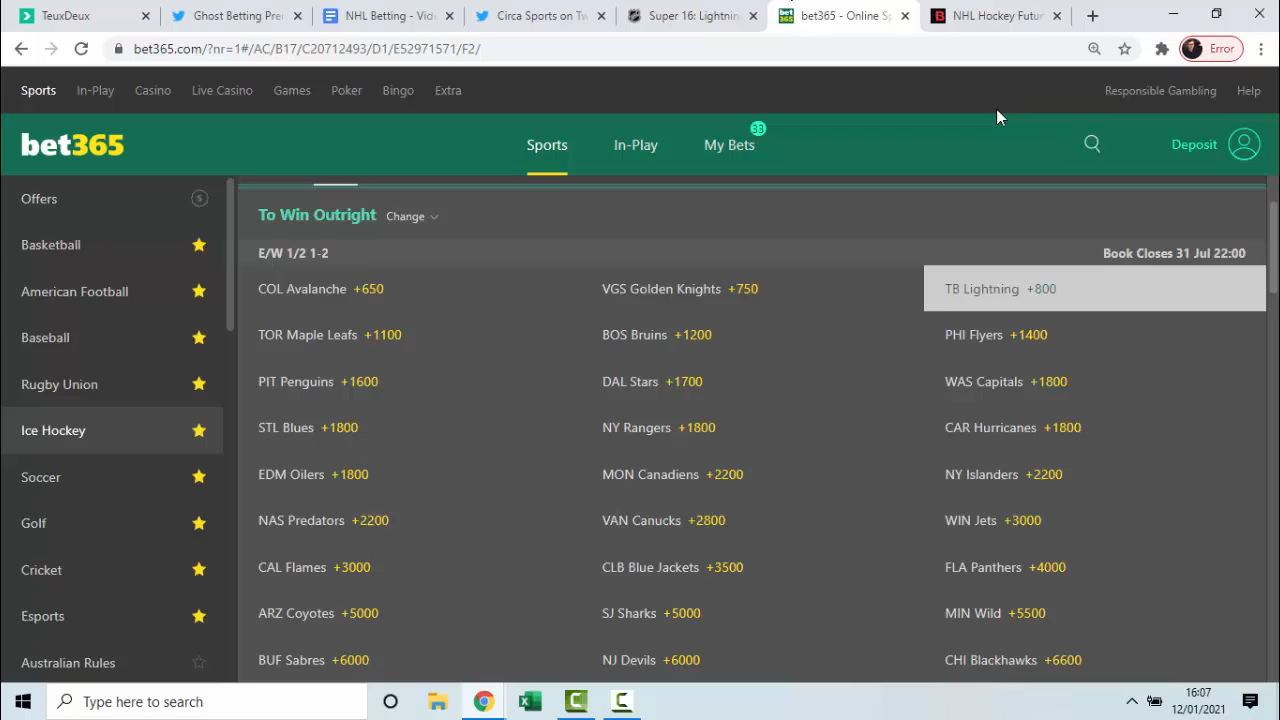 TeuxDeux
Ghost Betting Pre
NHL Betting - Vid
Circa Sports on Tw
Super 16: Lightnin
bet365 - Online Sp
NHL Hockey Futur
bet365.com/?nr=1#/AC/B17/C20712493/D1/E52971571/F2/
Error
Sports In-Play Casino Live Casino Games Poker Bingo Extra Responsible Gambling Help
bet365 Sports In-Play My Bets 33 Deposit
Offers
Basketball
American Football
Baseball
Rugby Union
Ice Hockey
Soccer
Golf
Cricket
Esports
Australian Rules
To Win Outright Change
E/W 1/2 1-2 Book Closes 31 Jul 22:00
COL Avalanche +650 VGS Golden Knights +750 TB Lightning +800
TOR Maple Leafs +1100 BOS Bruins +1200 PHI Flyers +1400
PIT Penguins +1600 DAL Stars +1700 WAS Capitals +1800
STL Blues +1800 NY Rangers +1800 CAR Hurricanes +1800
EDM Oilers +1800 MON Canadiens +2200 NY Islanders +2200
NAS Predators +2200 VAN Canucks +2800 WIN Jets +3000
CAL Flames +3000 CLB Blue Jackets +3500 FLA Panthers +4000
ARZ Coyotes +5000 SJ Sharks +5000 MIN Wild +5500
BUF Sabres +6000 NJ Devils +6000 CHI Blackhawks +6600
Type here to search
16:07
12/01/2021